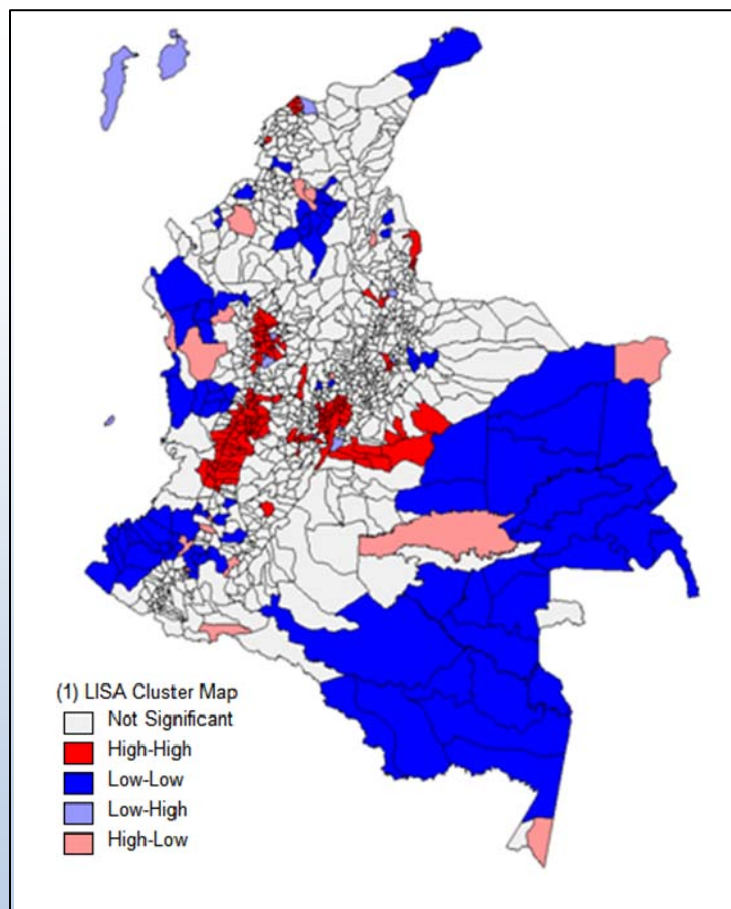 (1) LISA Cluster Map
Not Significant
High-High
Low-Low
Low-High
High-Low